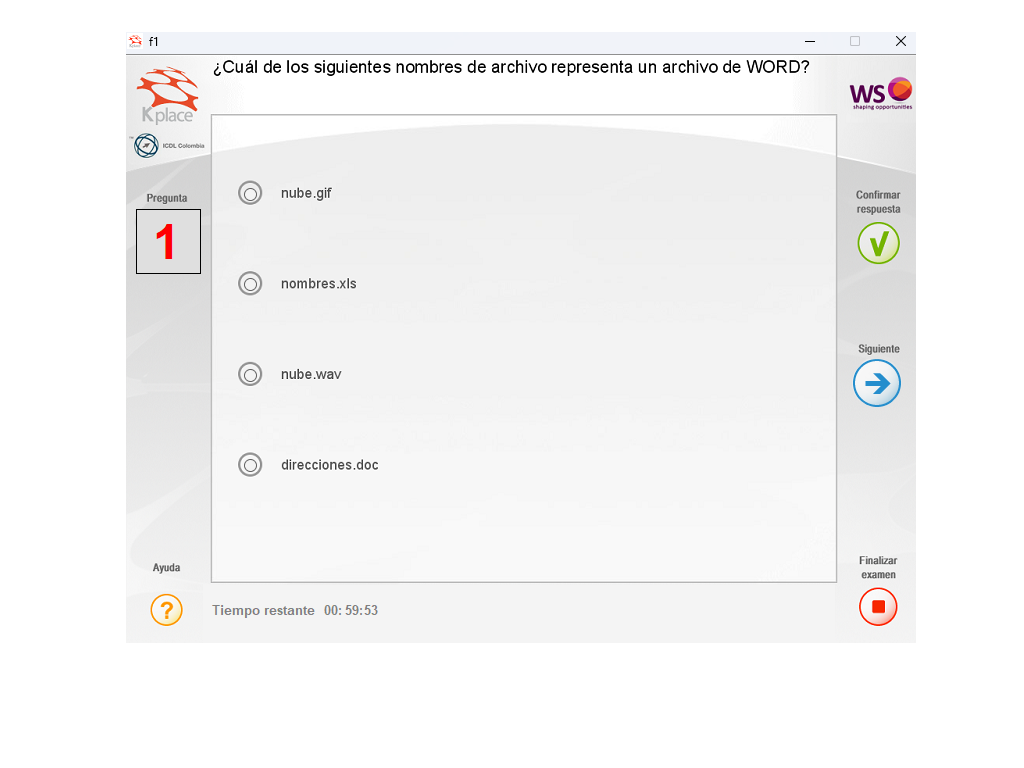 f1
¿Cuál de los siguientes nombres de archivo representa un archivo de WORD?
Kplace
WS
shaping opportunities
ICDL Colombia
Pregunta
1
nube.gif
nombres.xls
nube.wav
direcciones.doc
Confirmar
respuesta
Siguiente
Ayuda
?
Finalizar
examen
Tiempo restante 00: 59:53